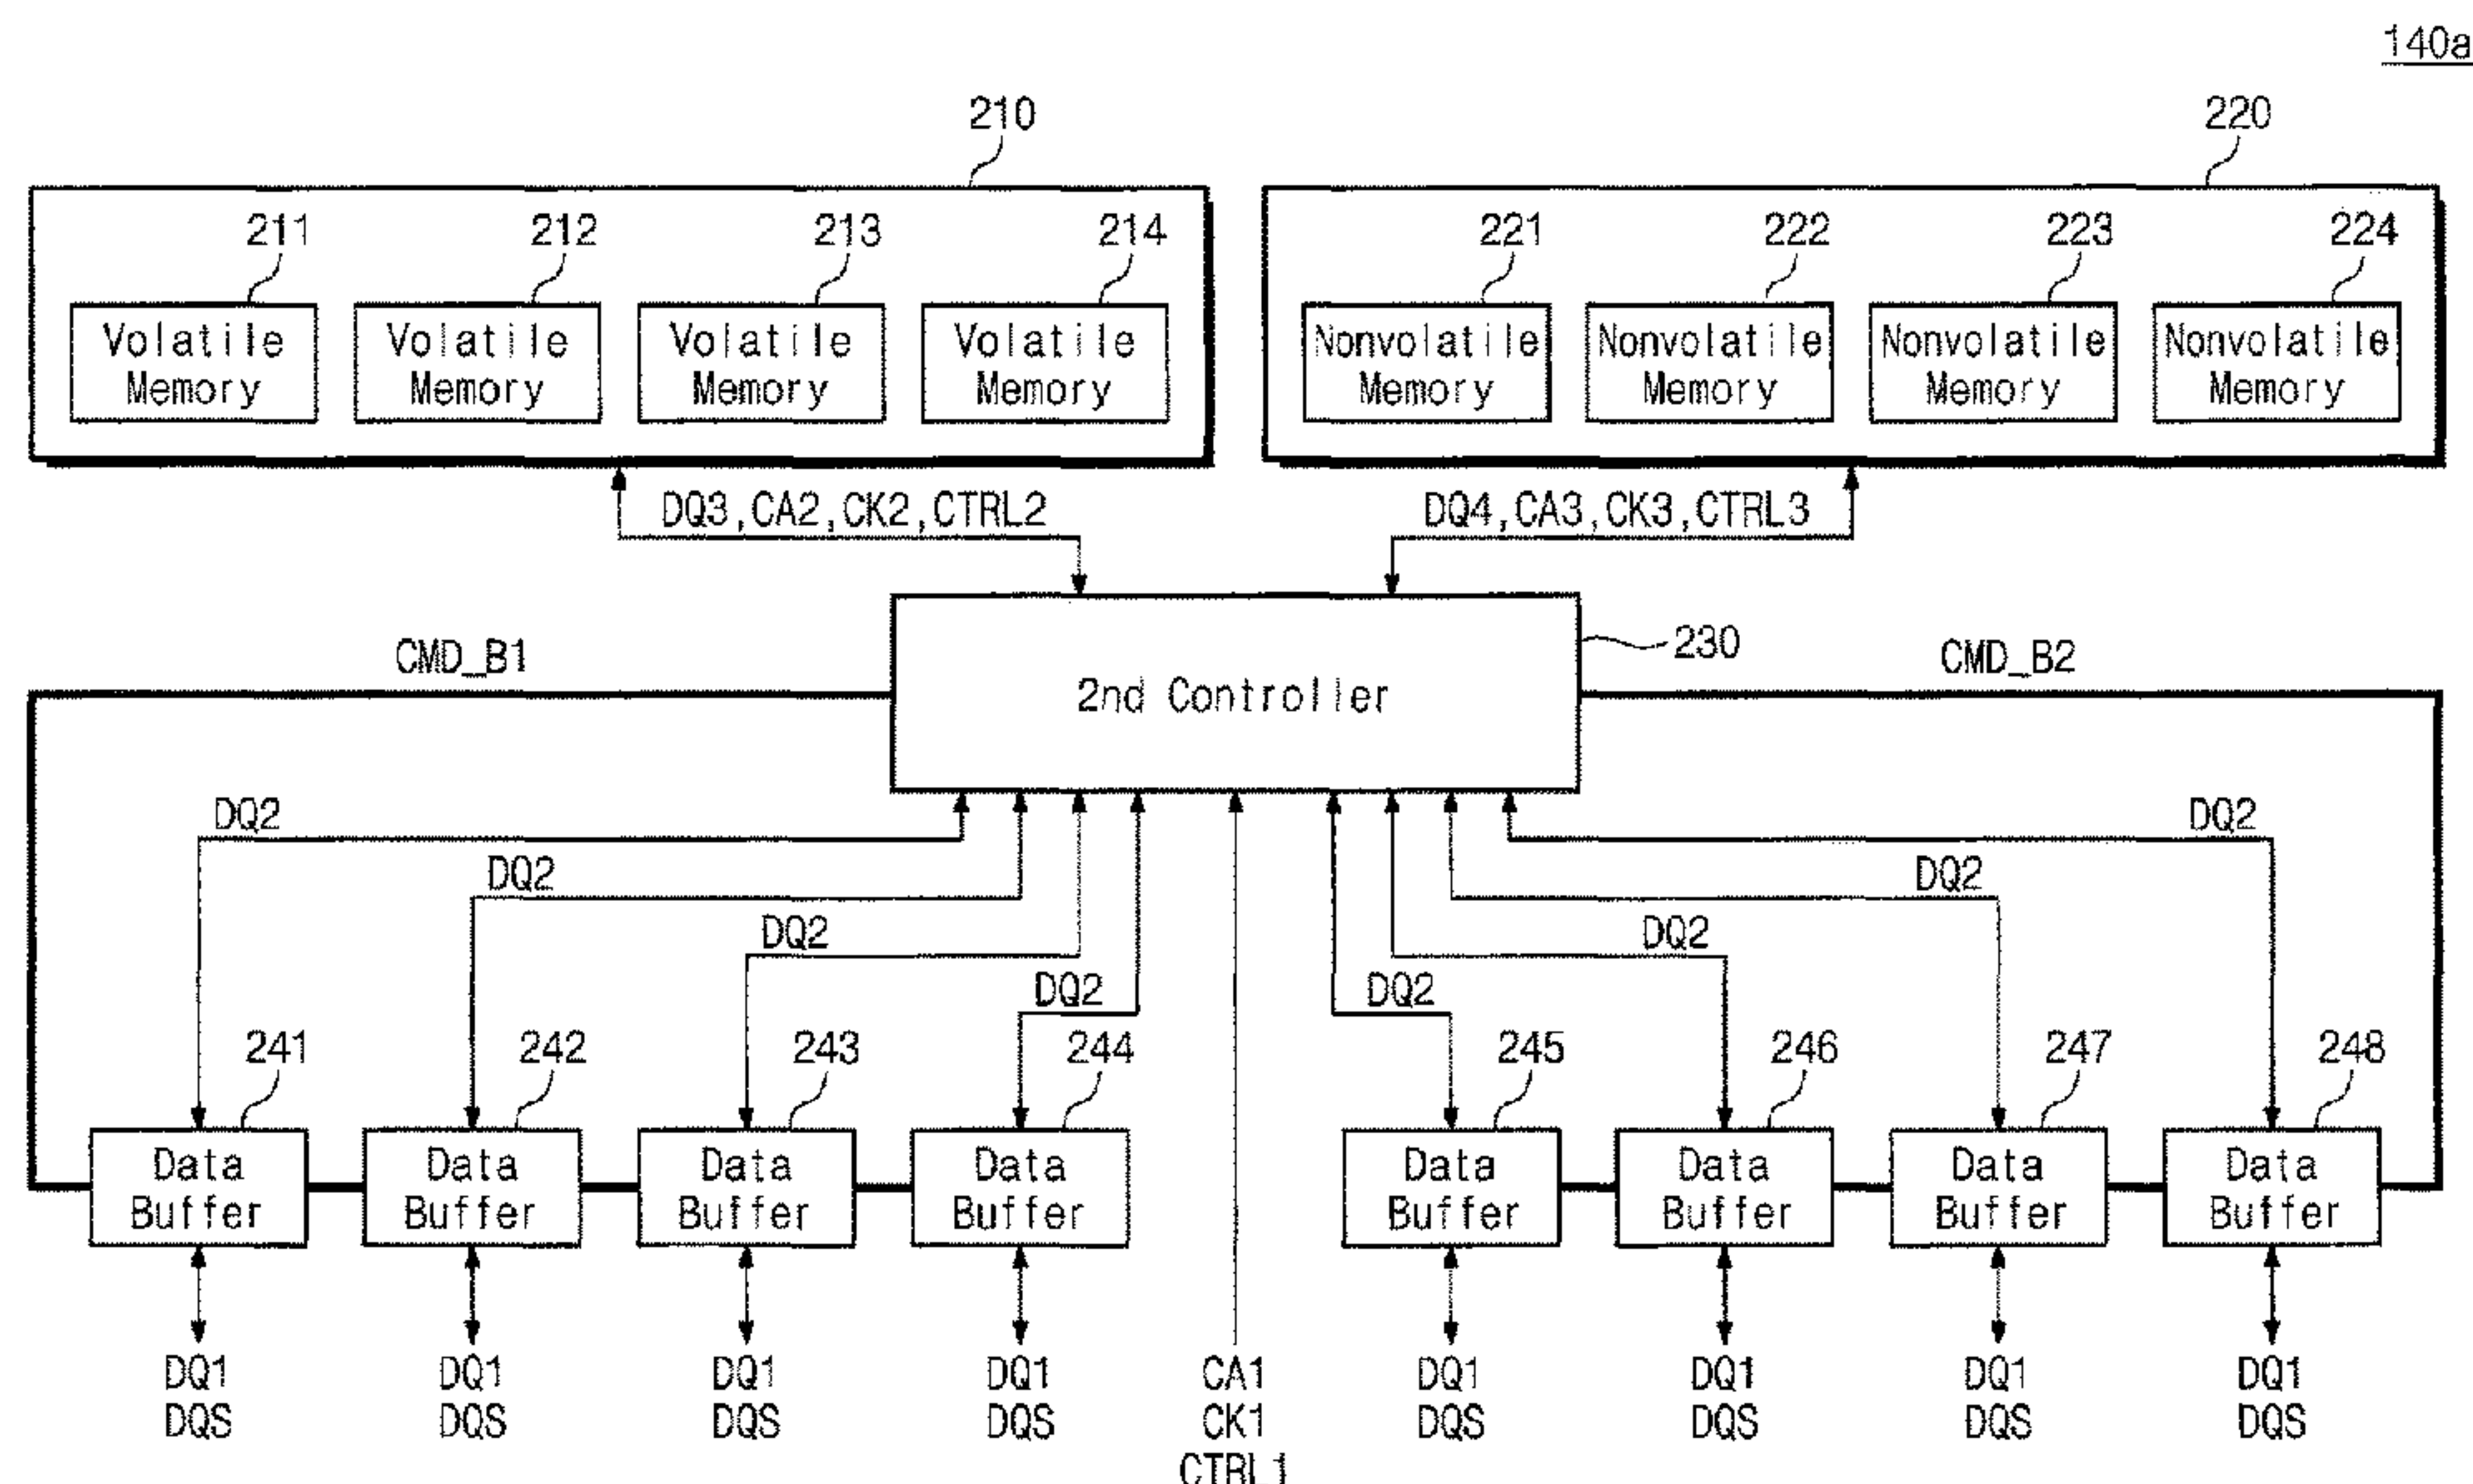 140a
210
220
211
212
213
214
221
222
223
224
Volatile Memory
Volatile Memory
Volatile Memory
Volatile Memory
Nonvolatile Memory
Nonvolatile Memory
Nonvolatile Memory
Nonvolatile Memory
DQ3,CA2,CK2,CTRL2
DQ4,CA3,CK3,CTRL3
CMD_B1
2nd Controller
230
CMD_B2
DQ2
DQ2
DQ2
DQ2
DQ2
DQ2
DQ2
DQ2
241
242
243
244
245
246
247
248
Data Buffer
Data Buffer
Data Buffer
Data Buffer
Data Buffer
Data Buffer
Data Buffer
Data Buffer
DQ1 DQS
DQ1 DQS
DQ1 DQS
DQ1 DQS
CA1 CK1 CTRL1
DQ1 DQS
DQ1 DQS
DQ1 DQS
DQ1 DQS